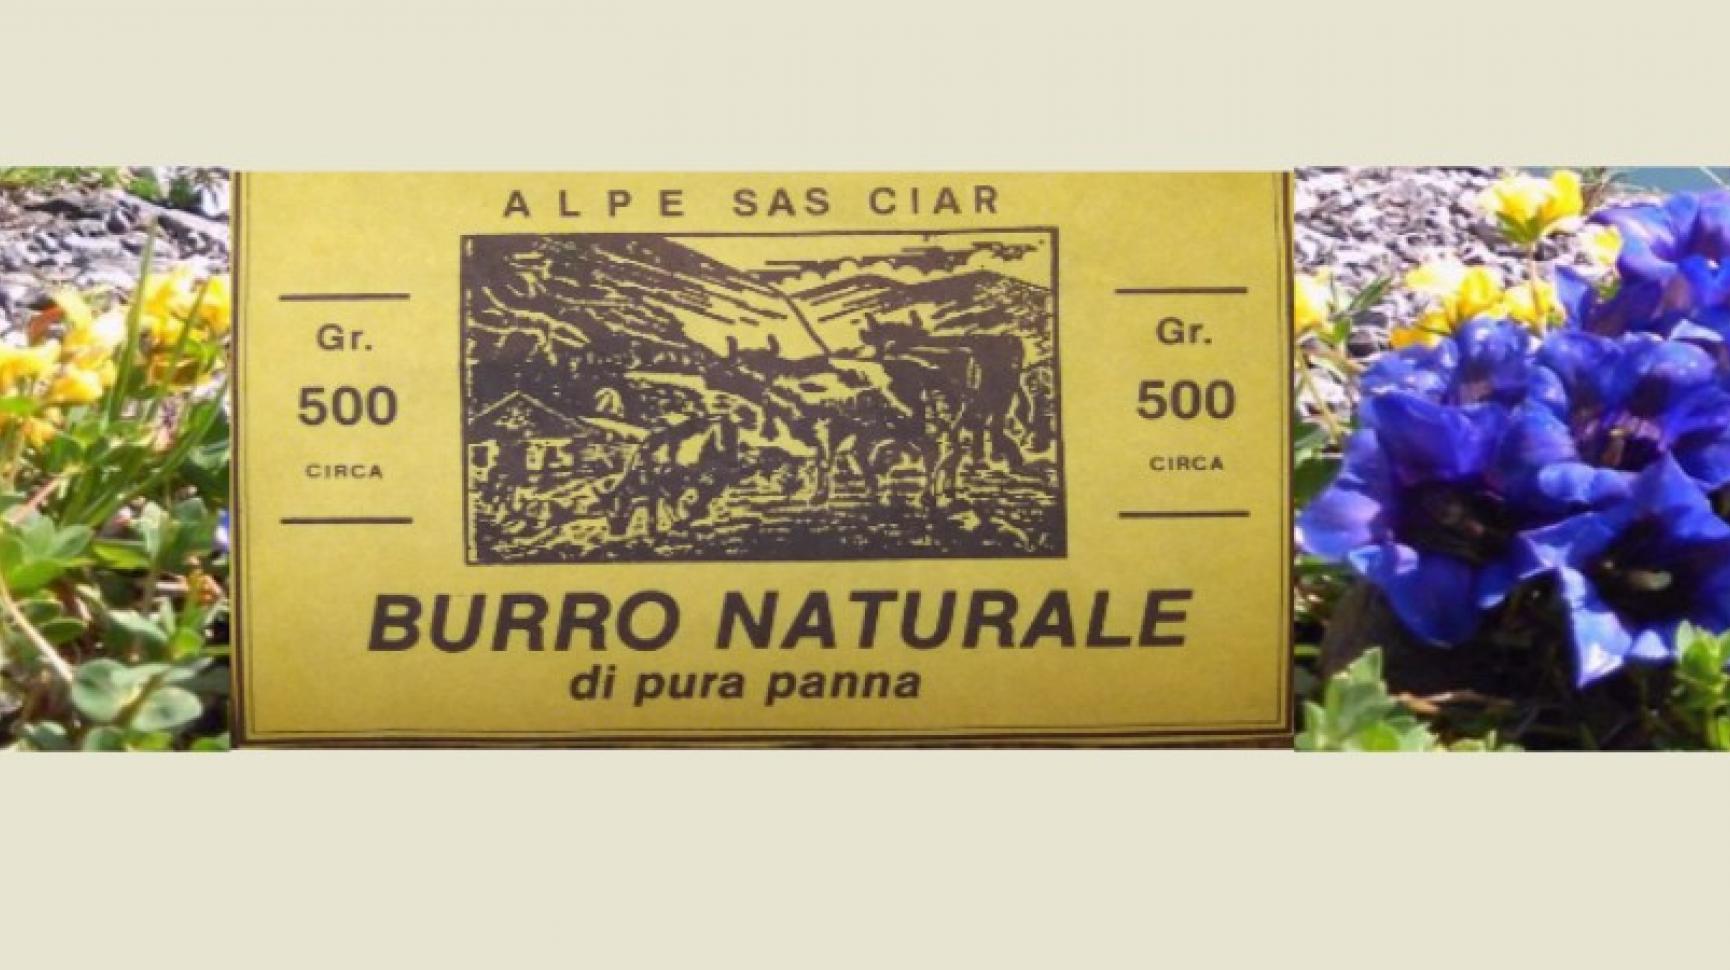 ALPE SAS CIAR
Gr.
500
CIRCA
Gr.
500
CIRCA
BURRO NATURALE
di pura panna